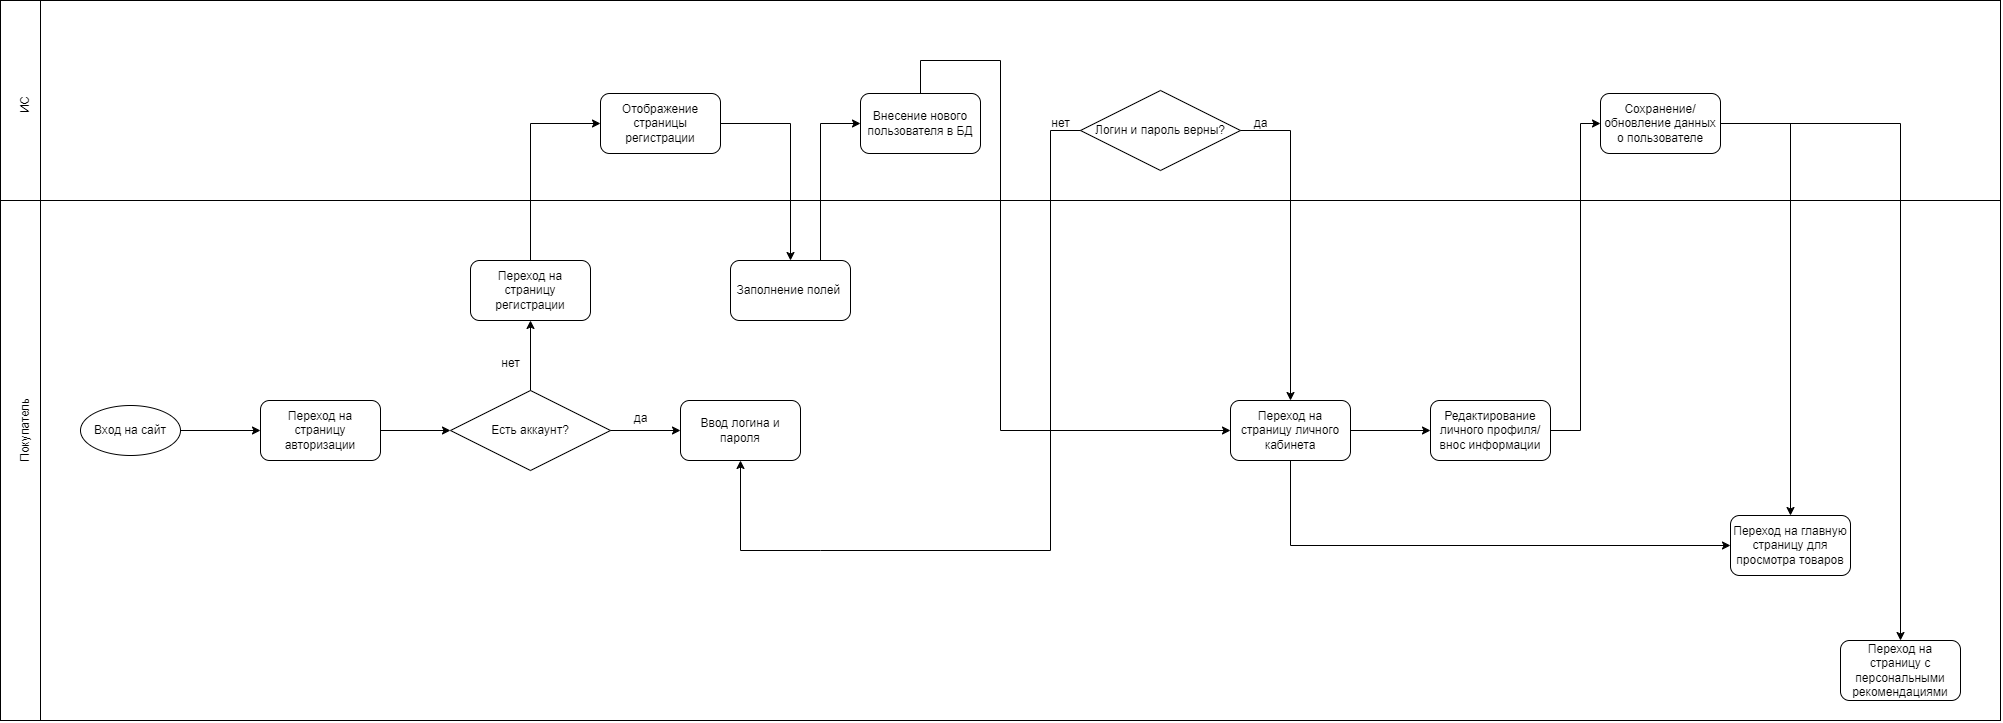 ИС
Отображение
страницы
регистрации
Внесение нового
пользователя в БД
нет
Логин и пароль верны?
да
Сохранение/
обновление данных
о пользователе
Покупатель
Переход на
страницу
регистрации
Заполнение полей
нет
Вход на сайт
Переход на
страницу
авторизации
Есть аккаунт?
да
Ввод логина и
пароля
Переход на
страницу личного
кабинета
Редактирование
личного профиля/
внос информации
Переход на главную
страницу для
просмотра товаров
Переход на
страницу с
персональными
рекомендациями